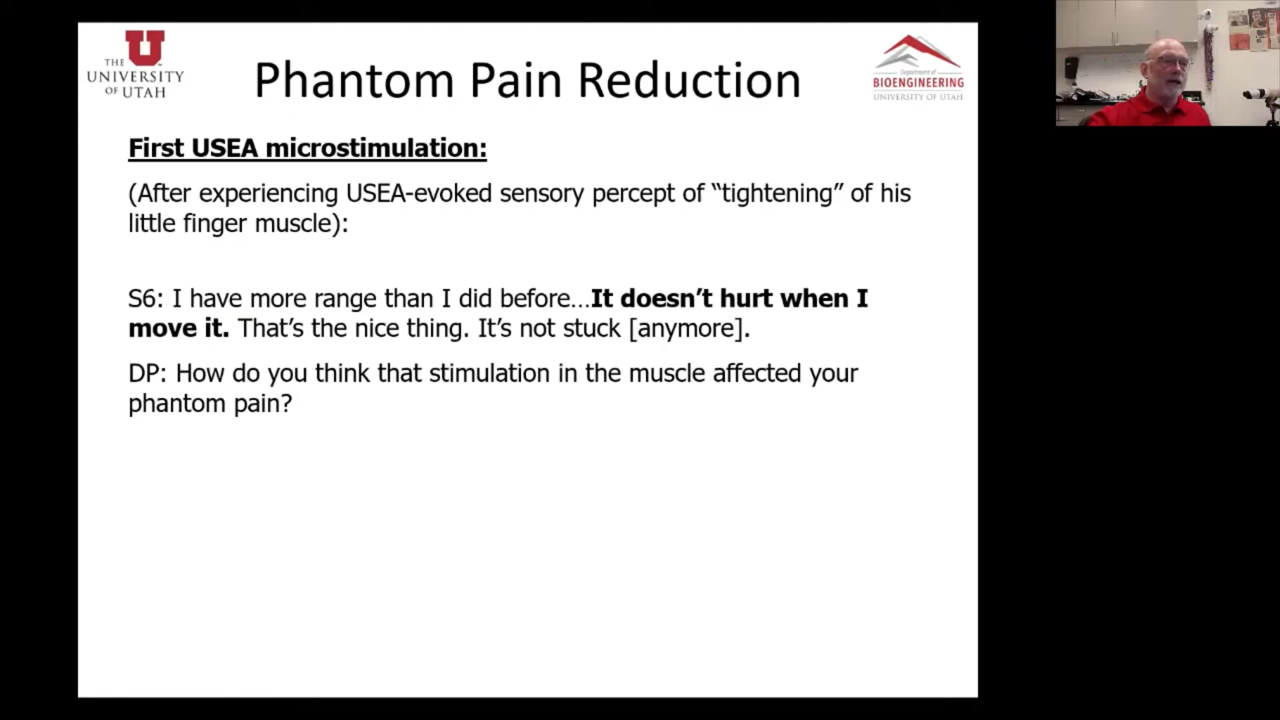 THE
UNIVERSITY
OF UTAH
Phantom Pain Reduction
Department of
BIOENGINEERING
UNIVERSITY OF UTAH
First USEA microstimulation:
(After experiencing USEA-evoked sensory percept of “tightening” of his
little finger muscle):
S6: I have more range than I did before…It doesn’t hurt when I
move it. That’s the nice thing. It’s not stuck [anymore].
DP: How do you think that stimulation in the muscle affected your
phantom pain?